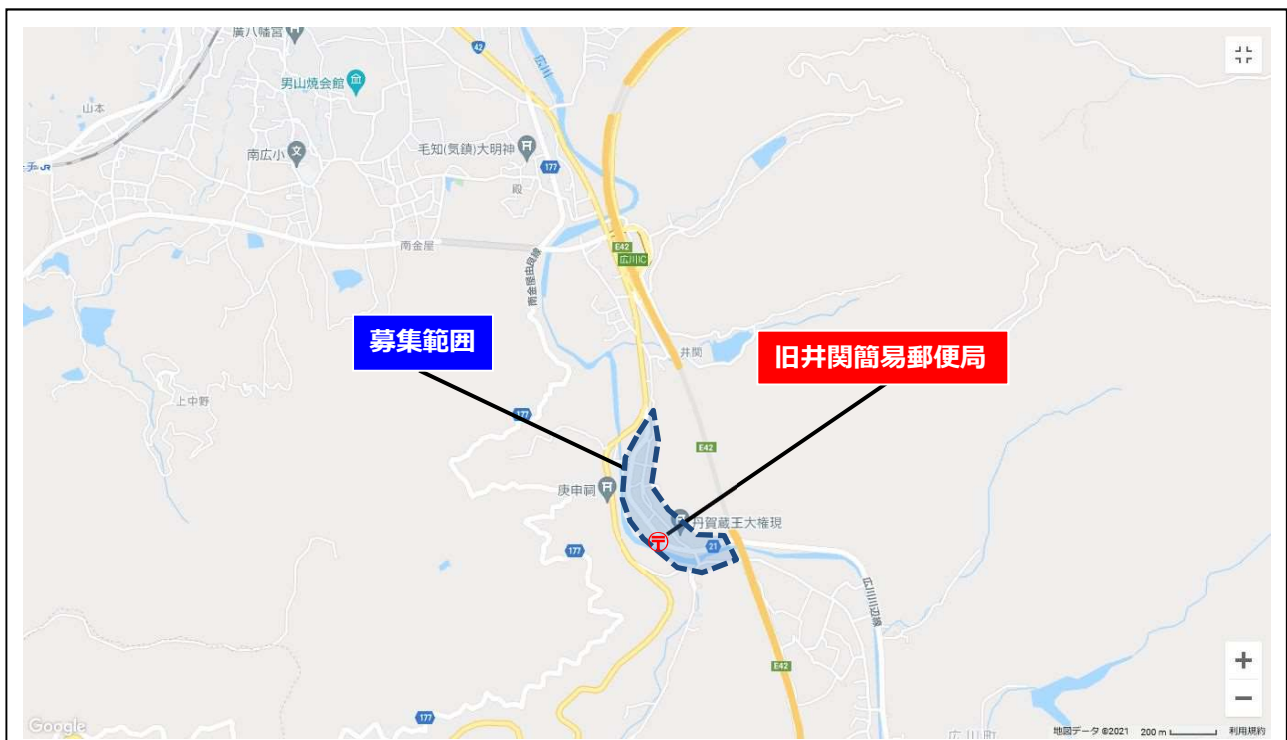 廣八幡宮
42
広川
男山焼会館
山本
南広小
文
毛知(気鎮)大明神
177
殿
南金屋
南金屋由良線
E42
広川IC
募集範囲
井関
旧井関簡易郵便局
上中野
177
E42
庚申祠
丹賀蔵王大権現
21
177
広川川辺線
E42
177
Google
広川町
地図データ ©2021 200 m 利用規約